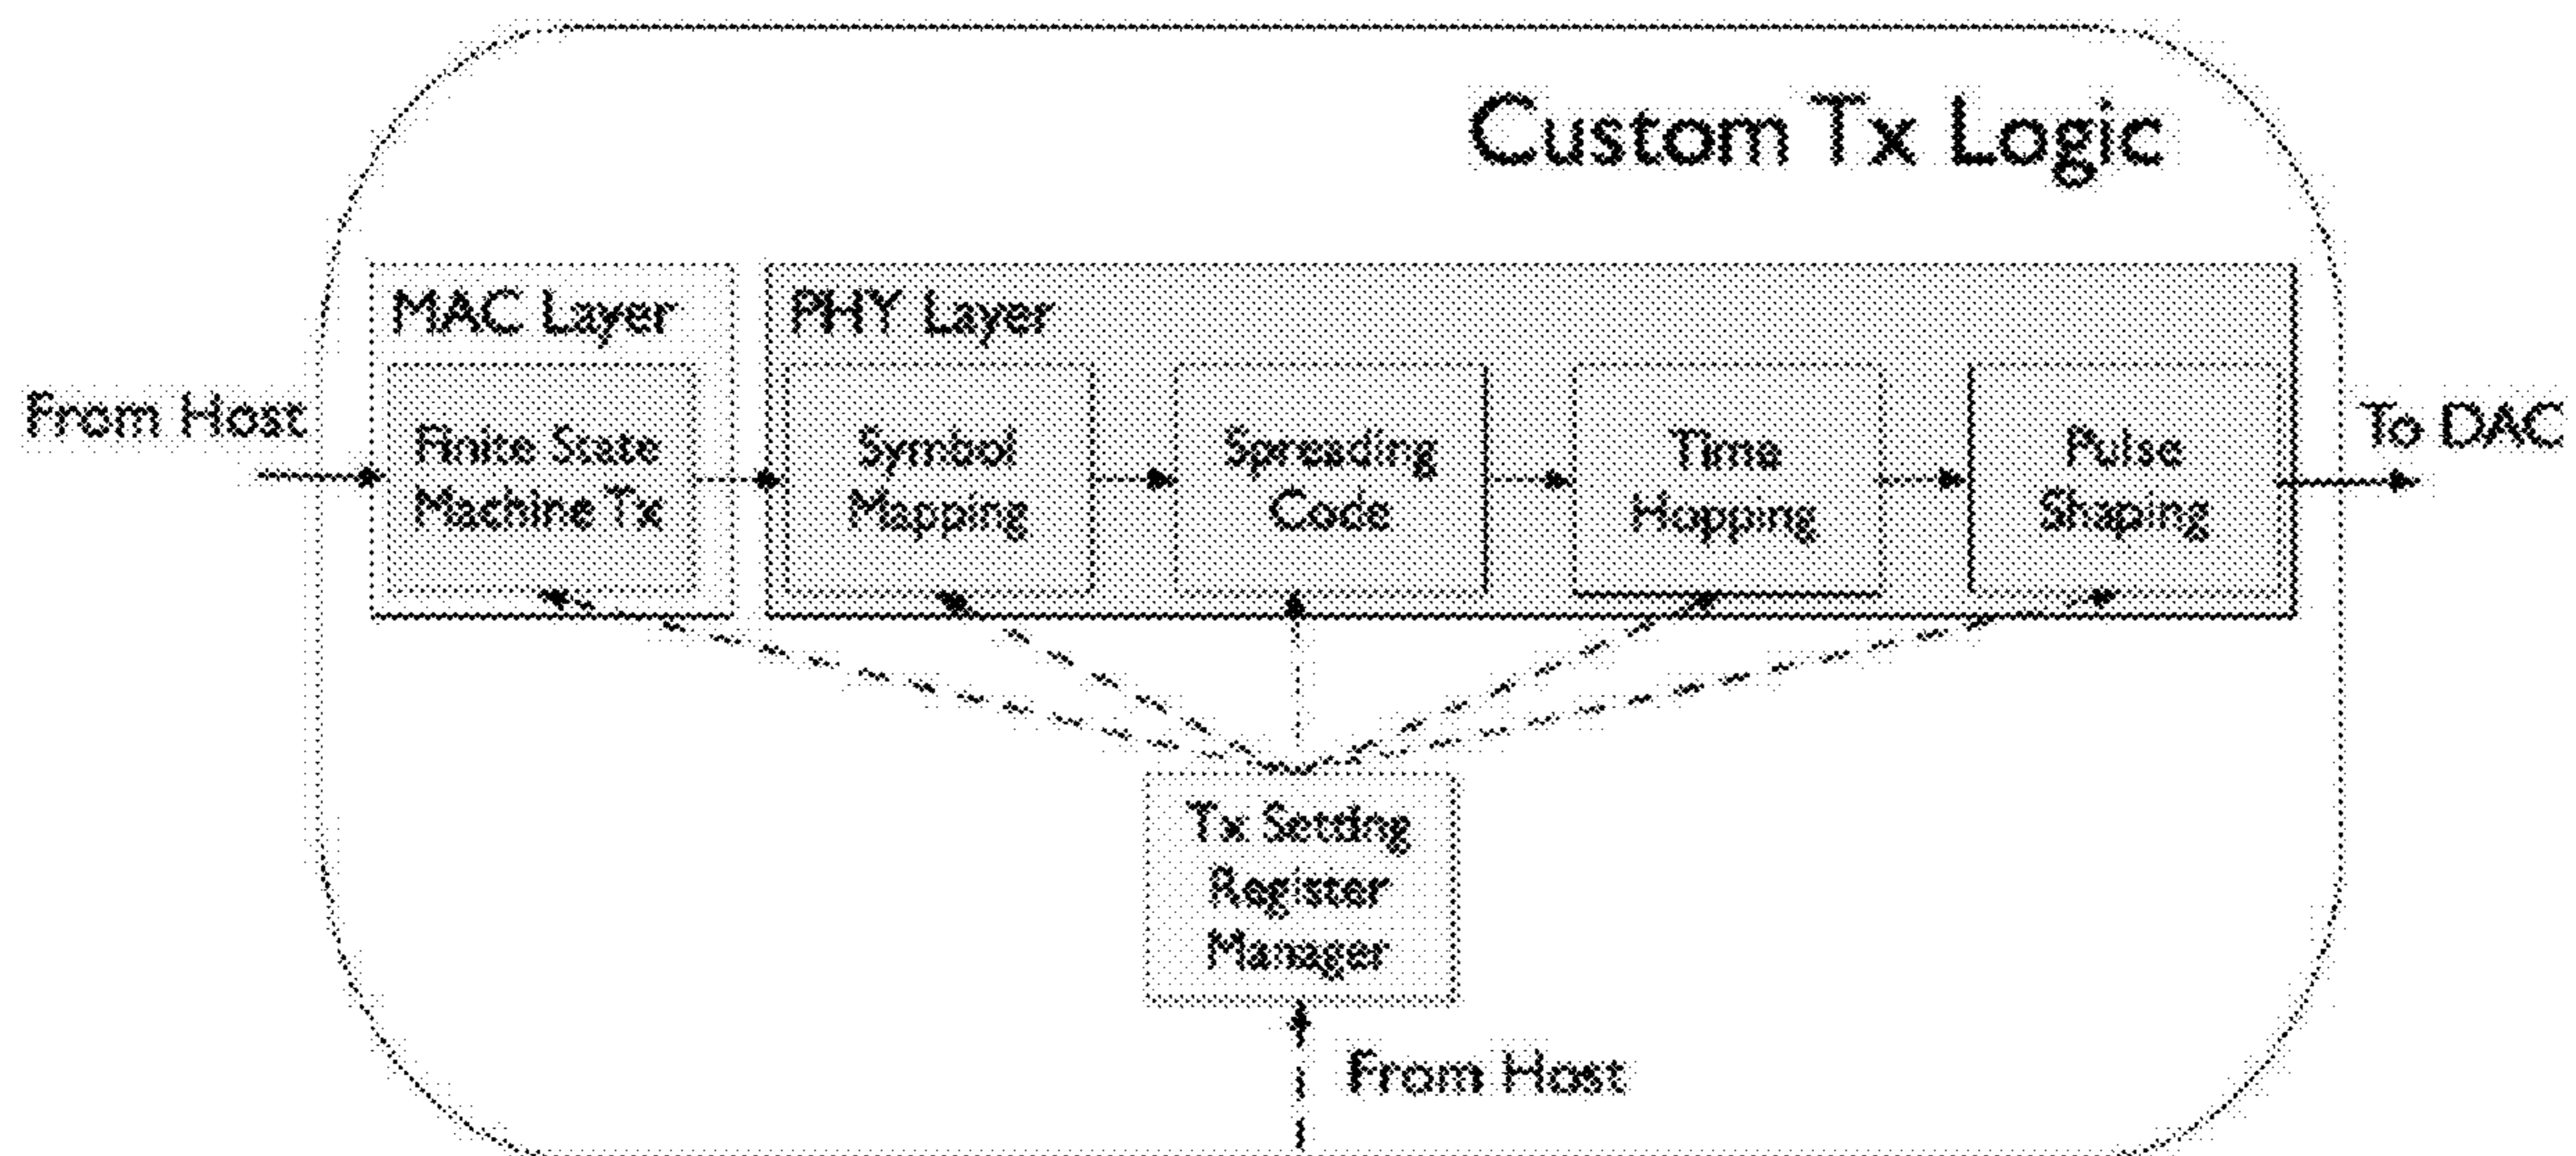 Custom Tx Logic
MAC Layer
PHY Layer
From Host
Finite State
Machine Tx
Symbol
Mapping
Spreading
Code
Time
Hopping
Pulse
Shaping
To DAC
Tx Setting
Register
Manager
From Host